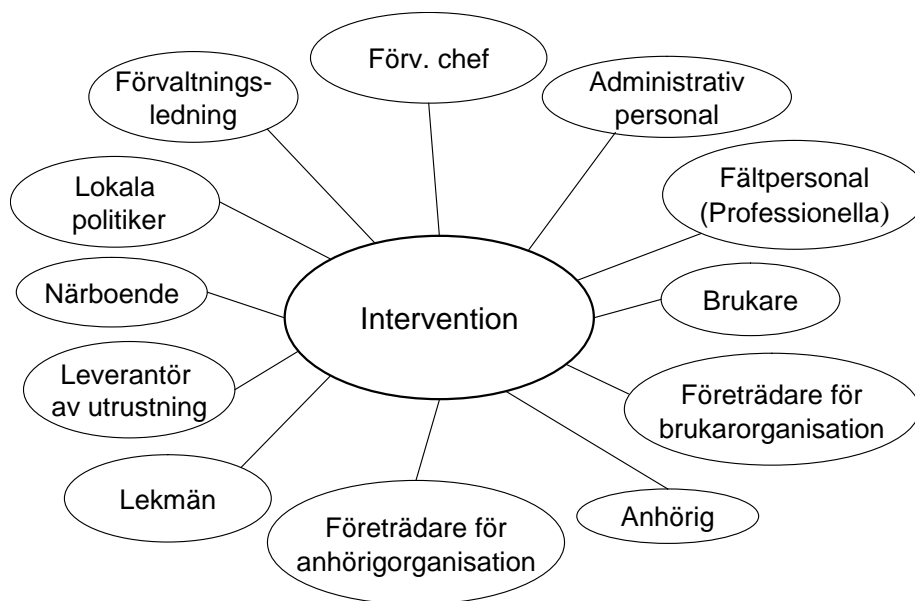 Förv. chef
Förvaltnings-
ledning
Administrativ
personal
Lokala
politiker
Fältpersonal
(Professionella)
Närboende
Intervention
Brukare
Leverantör
av utrustning
Företrädare för
brukarorganisation
Lekmän
Företrädare för
anhörigorganisation
Anhörig